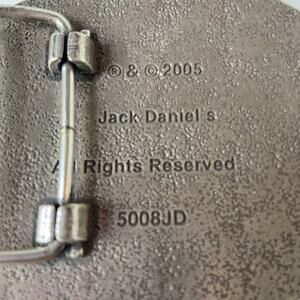 ® & © 2005
Jack Daniel's
All Rights Reserved
5008JD